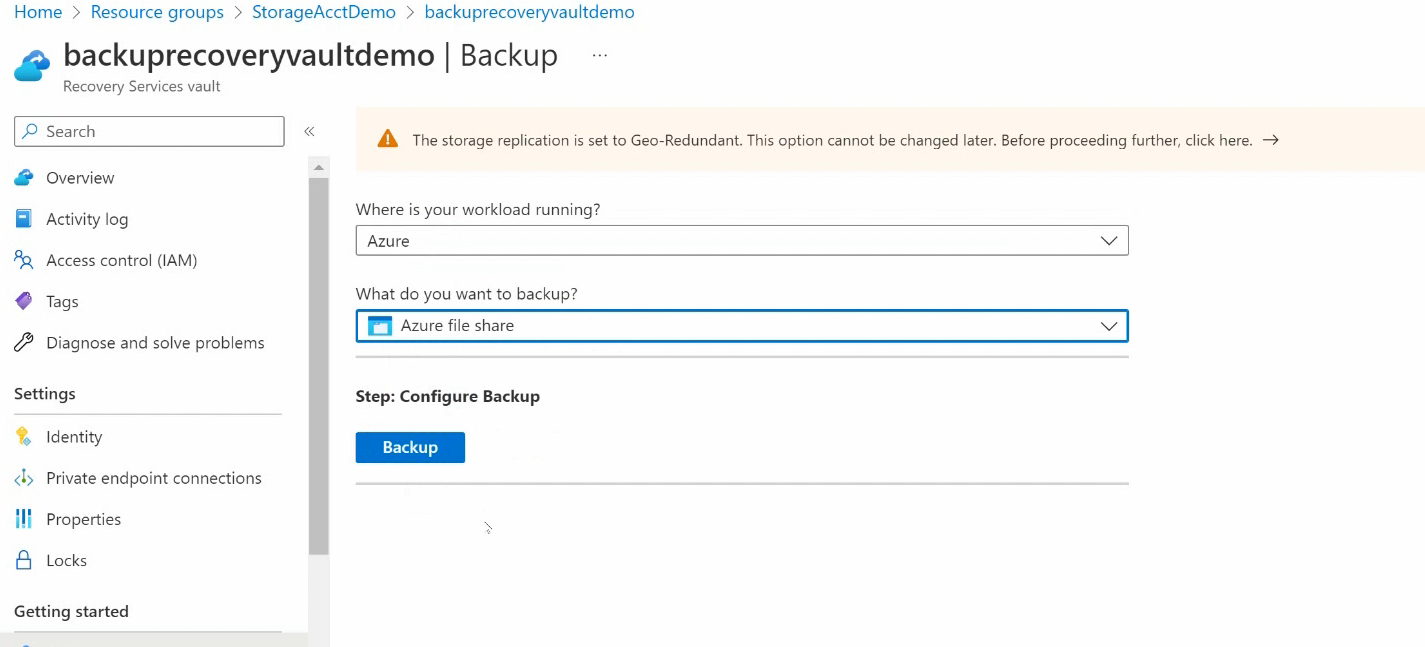 Home > Resource groups > StorageAcctDemo > backuprecoveryvaultdemo
backuprecoveryvaultdemo | Backup ...
Recovery Services vault
Search «
The storage replication is set to Geo-Redundant. This option cannot be changed later. Before proceeding further, click here. →
Overview
Activity log
Access control (IAM)
Tags
Diagnose and solve problems
Settings
Identity
Private endpoint connections
Properties
Locks
Getting started
Where is your workload running?
Azure
What do you want to backup?
Azure file share
Step: Configure Backup
Backup